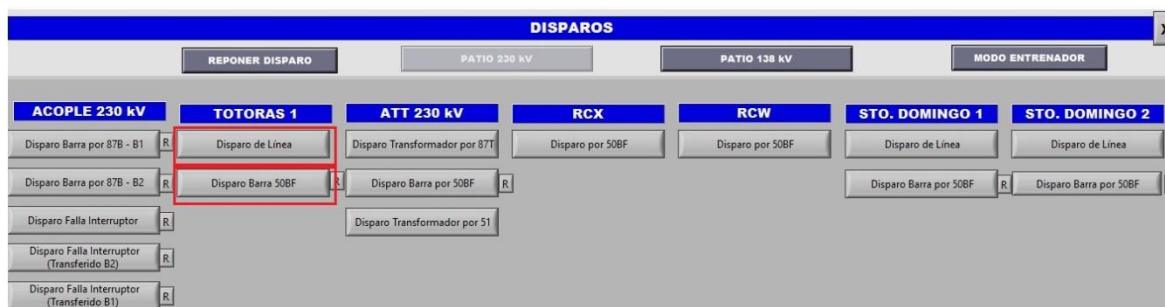 DISPAROS
X
REPONER DISPARO
PATIO 230 kV
PATIO 138 kV
MODO ENTRENADOR
ACOPLE 230 kV
Disparo Barra por 87B - B1
R
Disparo Barra por 87B - B2
R
Disparo Falla Interruptor
R
Disparo Falla Interruptor
(Transferido B2)
R
Disparo Falla Interruptor
(Transferido B1)
R
TOTORAS 1
Disparo de Línea
Disparo Barra 50BF
R
ATT 230 kV
Disparo Transformador por 87T
Disparo Barra por 50BF
R
Disparo Transformador por 51
RCX
Disparo por 50BF
RCW
Disparo por 50BF
STO. DOMINGO 1
Disparo de Línea
Disparo Barra por 50BF
R
STO. DOMINGO 2
Disparo de Línea
Disparo Barra por 50BF